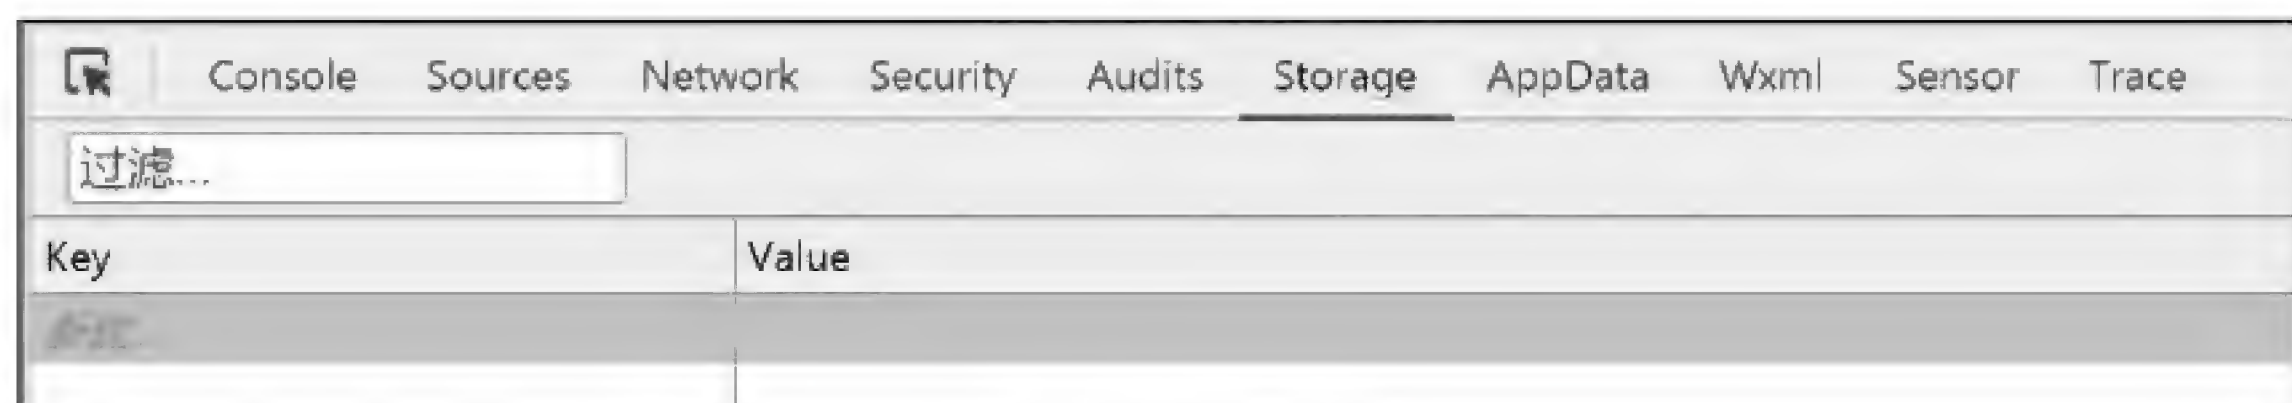 Console Sources Network Security Audits Storage AppData Wxml Sensor Trace
过滤...
Key Value